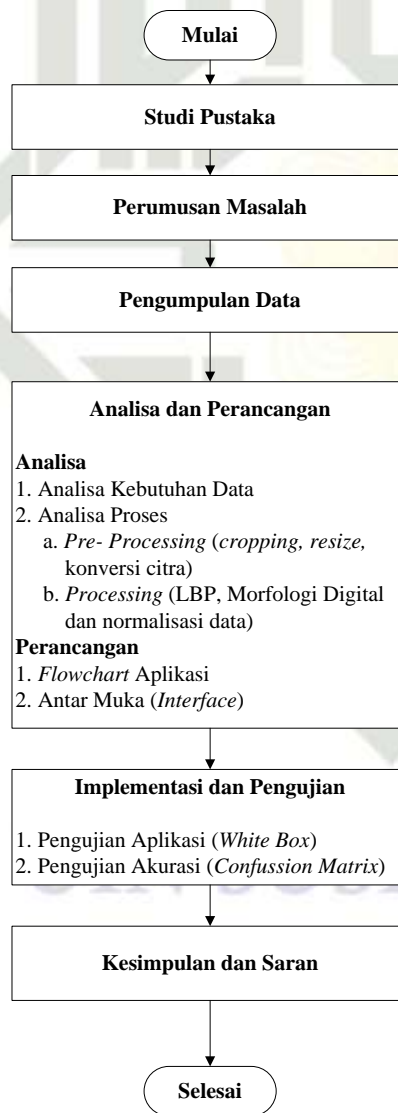 Mulai
Studi Pustaka
Perumusan Masalah
Pengumpulan Data
Analisa dan Perancangan
Analisa
1. Analisa Kebutuhan Data
2. Analisa Proses
a. Pre- Processing (cropping, resize,
konversi citra)
b. Processing (LBP, Morfologi Digital
dan normalisasi data)
Perancangan
1. Flowchart Aplikasi
2. Antar Muka (Interface)
Implementasi dan Pengujian
1. Pengujian Aplikasi (White Box)
2. Pengujian Akurasi (Confussion Matrix)
Kesimpulan dan Saran
Selesai